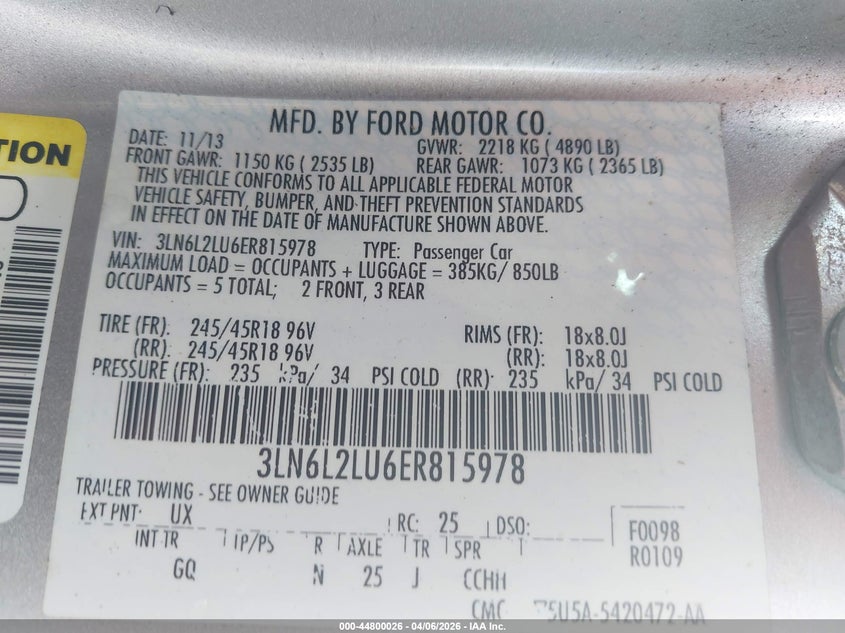 TION
MFD. BY FORD MOTOR CO.
DATE: 11/13 GVWR: 2218 KG ( 4890 LB)
FRONT GAWR: 1150 KG ( 2535 LB) REAR GAWR: 1073 KG ( 2365 LB)
THIS VEHICLE CONFORMS TO ALL APPLICABLE FEDERAL MOTOR
VEHICLE SAFETY, BUMPER, AND THEFT PREVENTION STANDARDS
IN EFFECT ON THE DATE OF MANUFACTURE SHOWN ABOVE.
VIN: 3LN6L2LU6ER815978 TYPE: Passenger Car
MAXIMUM LOAD = OCCUPANTS + LUGGAGE = 385KG/ 850LB
OCCUPANTS = 5 TOTAL; 2 FRONT, 3 REAR
TIRE (FR): 245/45R18 96V RIMS (FR): 18x8.0J
(RR): 245/45R18 96V (RR): 18x8.0J
PRESSURE (FR): 235 kPa/ 34 PSI COLD (RR): 235 kPa/ 34 PSI COLD
3LN6L2LU6ER815978
TRAILER TOWING - SEE OWNER GUIDE
EXT PNT: UX RC: 25 DSO: F0098
INT TR TP/PS R AXLE TR SPR R0109
GQ N 25 J CCHH
CMC 5U5A-5420472-AA
000-44800026 - 04/06/2026 - IAA Inc.